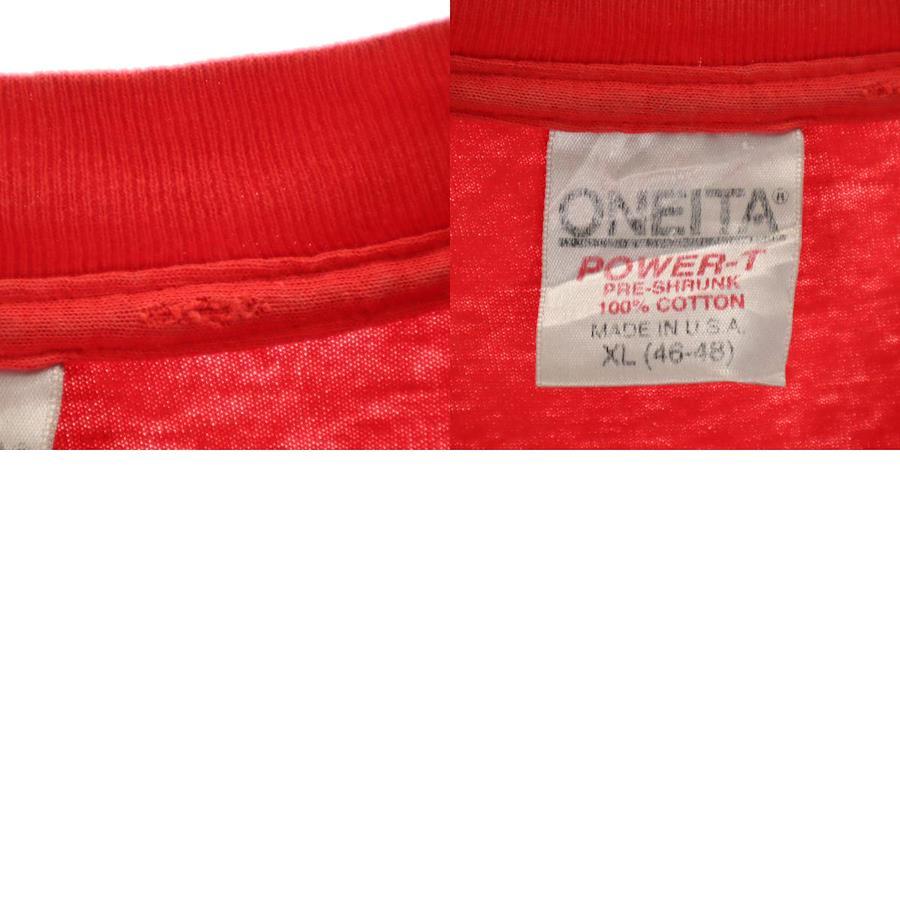 ONEITA®
POWER-T
PRE-SHRUNK
100% COTTON
MADE IN U.S.A.
XL (46-48)